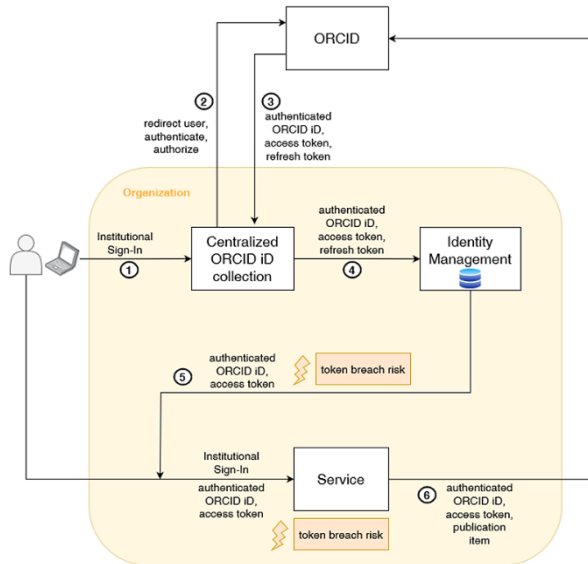 ORCID
2
3
redirect user,
authenticate,
authorize
authenticated
ORCID iD,
access token,
refresh token
Organization
Institutional
Sign-In
1
Centralized
ORCID iD
collection
authenticated
ORCID iD,
access token,
refresh token
4
Identity
Management
5
authenticated
ORCID iD,
access token
token breach risk
Institutional
Sign-In
authenticated
ORCID iD,
access token
Service
6
authenticated
ORCID iD,
access token,
publication
item
token breach risk